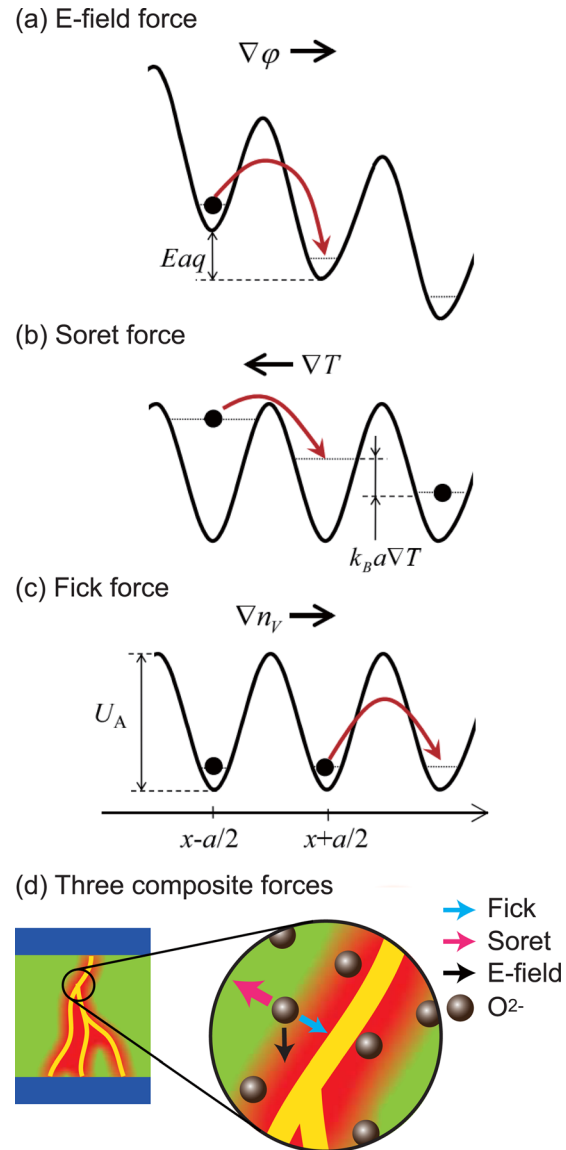 (a) E-field force
∇φ
Eaq
(b) Soret force
∇T
k_B a∇T
(c) Fick force
∇n_V
U_A
x-a/2 x+a/2
(d) Three composite forces
Fick
Soret
E-field
O²⁻